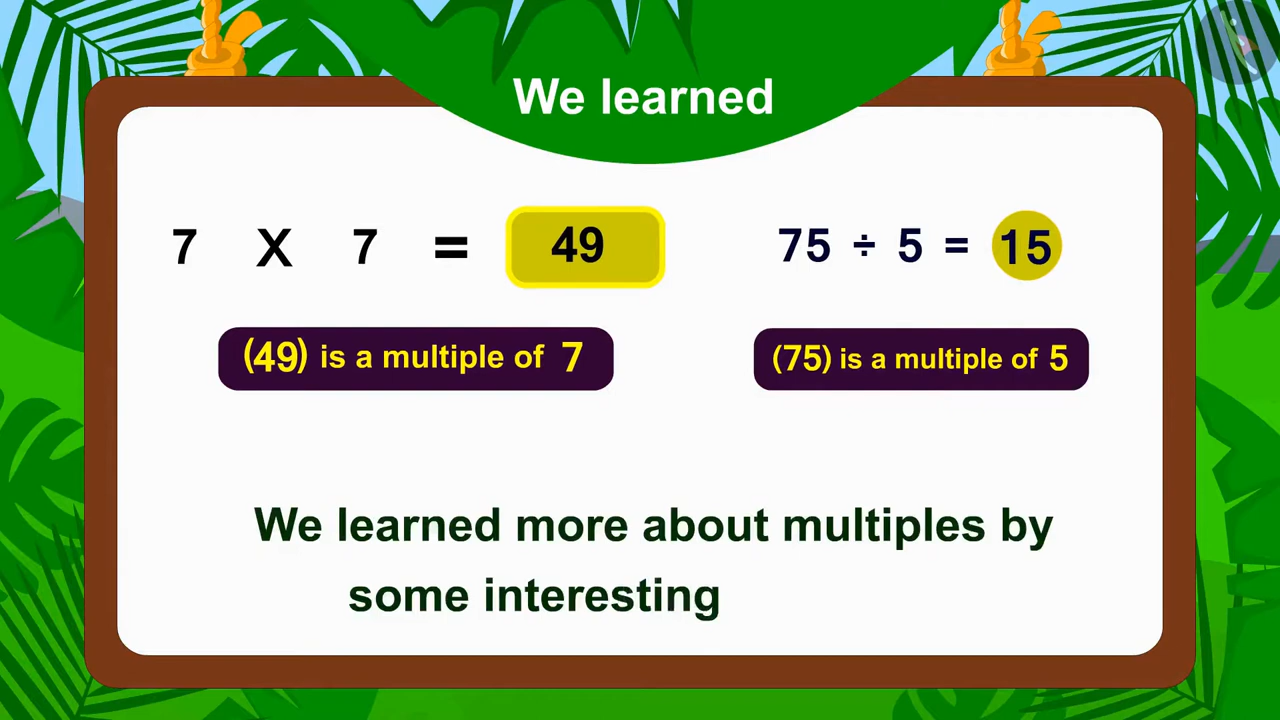 We learned
7 X 7 = 49
75 ÷ 5 = 15
(49) is a multiple of 7
(75) is a multiple of 5
We learned more about multiples by
some interesting